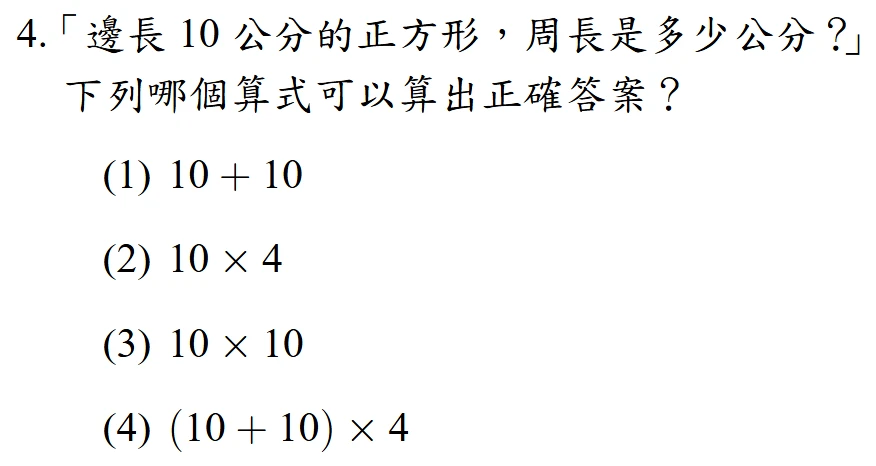 4.「邊長 10 公分的正方形，周長是多少公分？」
下列哪個算式可以算出正確答案？
(1) 10 + 10
(2) 10 × 4
(3) 10 × 10
(4) (10 + 10) × 4